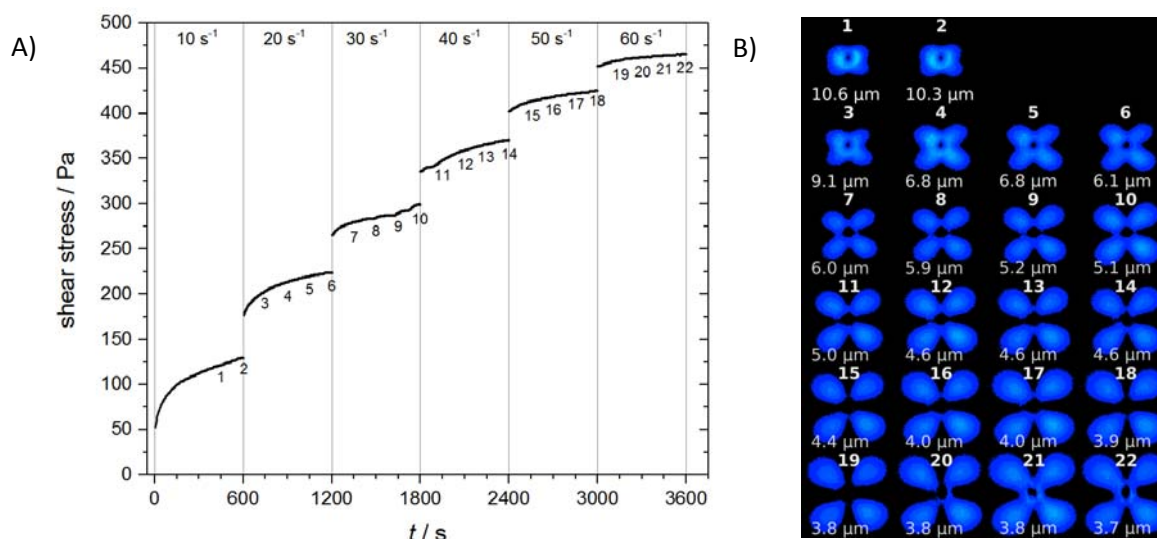 A)
shear stress / Pa
500
450
400
350
300
250
200
150
100
50
0
10 s⁻¹ 20 s⁻¹ 30 s⁻¹ 40 s⁻¹ 50 s⁻¹ 60 s⁻¹
1 2
3 4 5 6
7 8 9 10
11 12 13 14
15 16 17 18
19 20 21 22
0 600 1200 1800 2400 3000 3600
t / s
B)
1 2
10.6 µm 10.3 µm
3 4 5 6
9.1 µm 6.8 µm 6.8 µm 6.1 µm
7 8 9 10
6.0 µm 5.9 µm 5.2 µm 5.1 µm
11 12 13 14
5.0 µm 4.6 µm 4.6 µm 4.6 µm
15 16 17 18
4.4 µm 4.0 µm 4.0 µm 3.9 µm
19 20 21 22
3.8 µm 3.8 µm 3.8 µm 3.7 µm